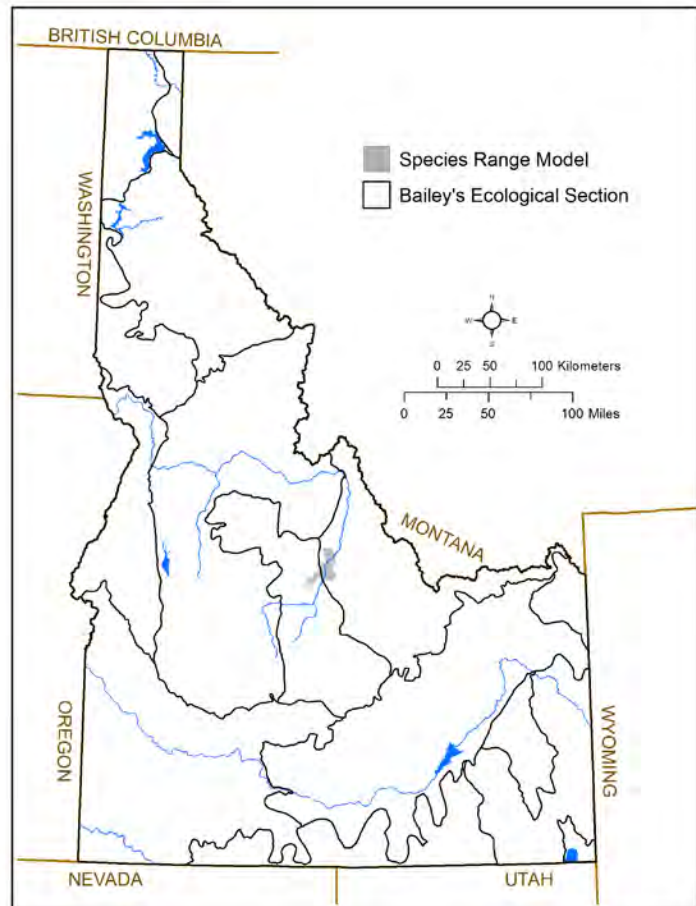 BRITISH COLUMBIA
WASHINGTON
Species Range Model
Bailey's Ecological Section
N
W E
S
0 25 50 100 Kilometers
0 25 50 100 Miles
MONTANA
OREGON
WYOMING
NEVADA
UTAH